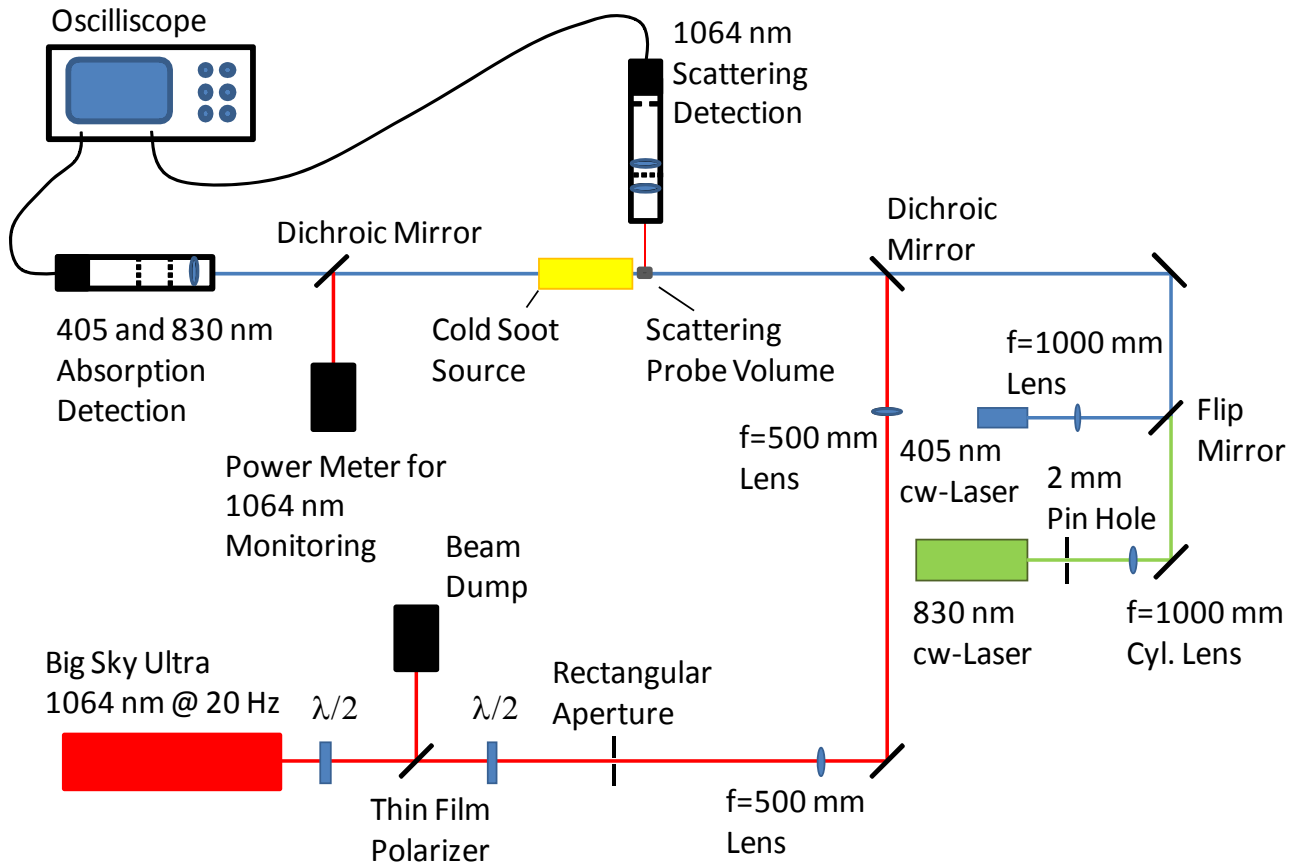 Oscilliscope
1064 nm
Scattering
Detection
Dichroic Mirror
Dichroic
Mirror
405 and 830 nm
Absorption
Detection
Cold Soot
Source
Scattering
Probe Volume
f=1000 mm
Lens
Flip
Mirror
f=500 mm
Lens
405 nm
cw-Laser
2 mm
Pin Hole
Power Meter for
1064 nm
Monitoring
Beam
Dump
830 nm
cw-Laser
f=1000 mm
Cyl. Lens
Big Sky Ultra
1064 nm @ 20 Hz
λ/2
λ/2
Rectangular
Aperture
Thin Film
Polarizer
f=500 mm
Lens